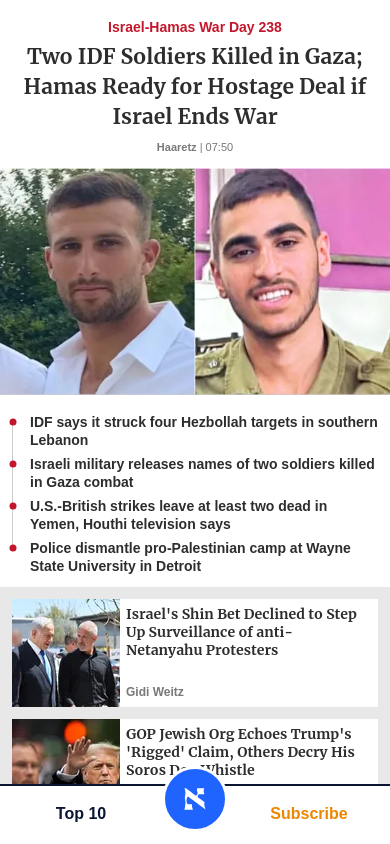 Israel-Hamas War Day 238
Two IDF Soldiers Killed in Gaza;
Hamas Ready for Hostage Deal if
Israel Ends War
Haaretz | 07:50
IDF says it struck four Hezbollah targets in southern
Lebanon
Israeli military releases names of two soldiers killed
in Gaza combat
U.S.-British strikes leave at least two dead in
Yemen, Houthi television says
Police dismantle pro-Palestinian camp at Wayne
State University in Detroit
Israel's Shin Bet Declined to Step
Up Surveillance of anti-
Netanyahu Protesters
Gidi Weitz
GOP Jewish Org Echoes Trump's
'Rigged' Claim, Others Decry His
Soros Whistle
Top 10
Subscribe